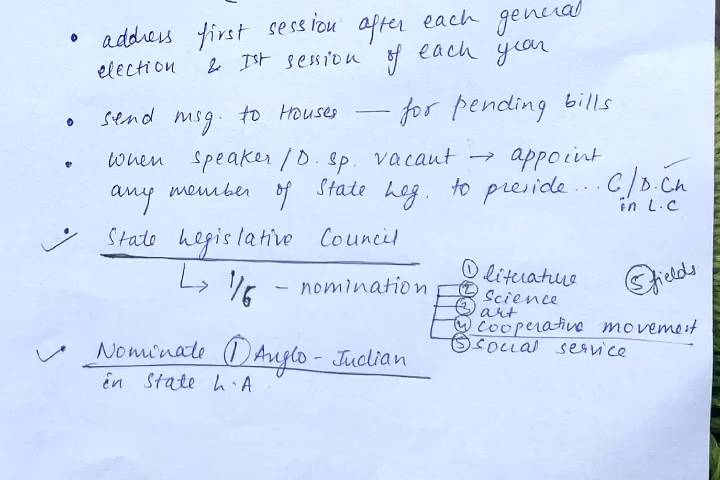 • address first session after each general
election & Ist session of each year
• send msg. to Houses — for pending bills
• when speaker/D. sp. vacant → appoint
any member of State Leg. to preside... C/D.Ch
in L.C
State Legislative Council
↳ 1/6 - nomination
① literature
② science
③ art
④ cooperative movement
⑤ social service
⑤ fields
Nominate ① Anglo-Indian
in State L.A